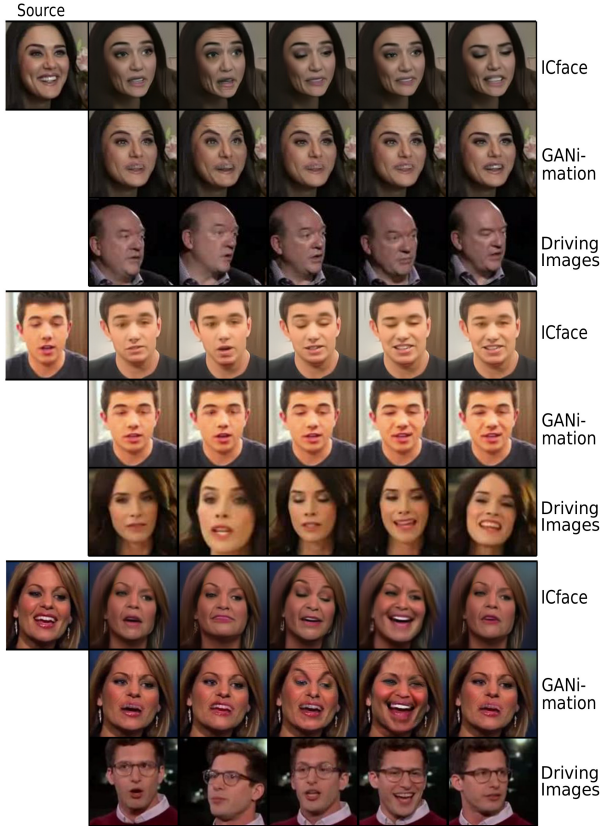 Source
ICface
GANi-
mation
Driving
Images
ICface
GANi-
mation
Driving
Images
ICface
GANi-
mation
Driving
Images